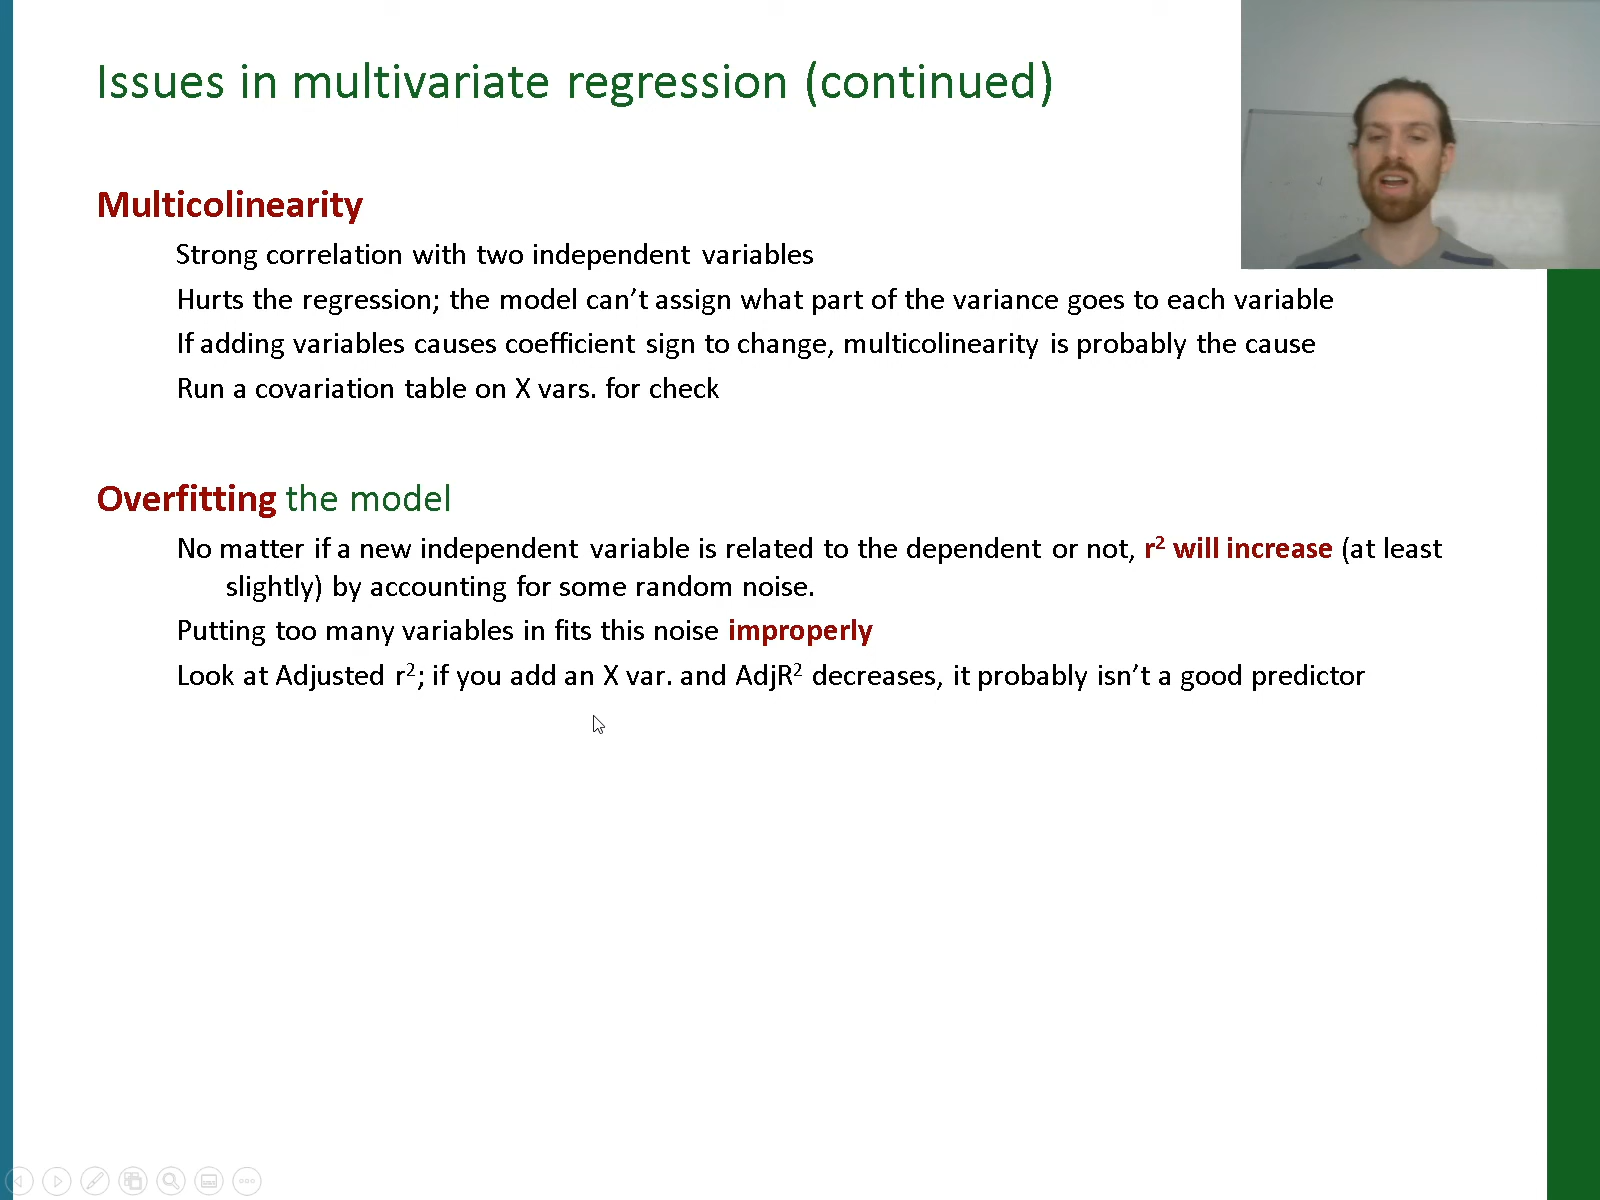 Issues in multivariate regression (continued)
Multicolinearity
Strong correlation with two independent variables
Hurts the regression; the model can’t assign what part of the variance goes to each variable
If adding variables causes coefficient sign to change, multicolinearity is probably the cause
Run a covariation table on X vars. for check
Overfitting the model
No matter if a new independent variable is related to the dependent or not, r² will increase (at least
slightly) by accounting for some random noise.
Putting too many variables in fits this noise improperly
Look at Adjusted r²; if you add an X var. and AdjR² decreases, it probably isn’t a good predictor